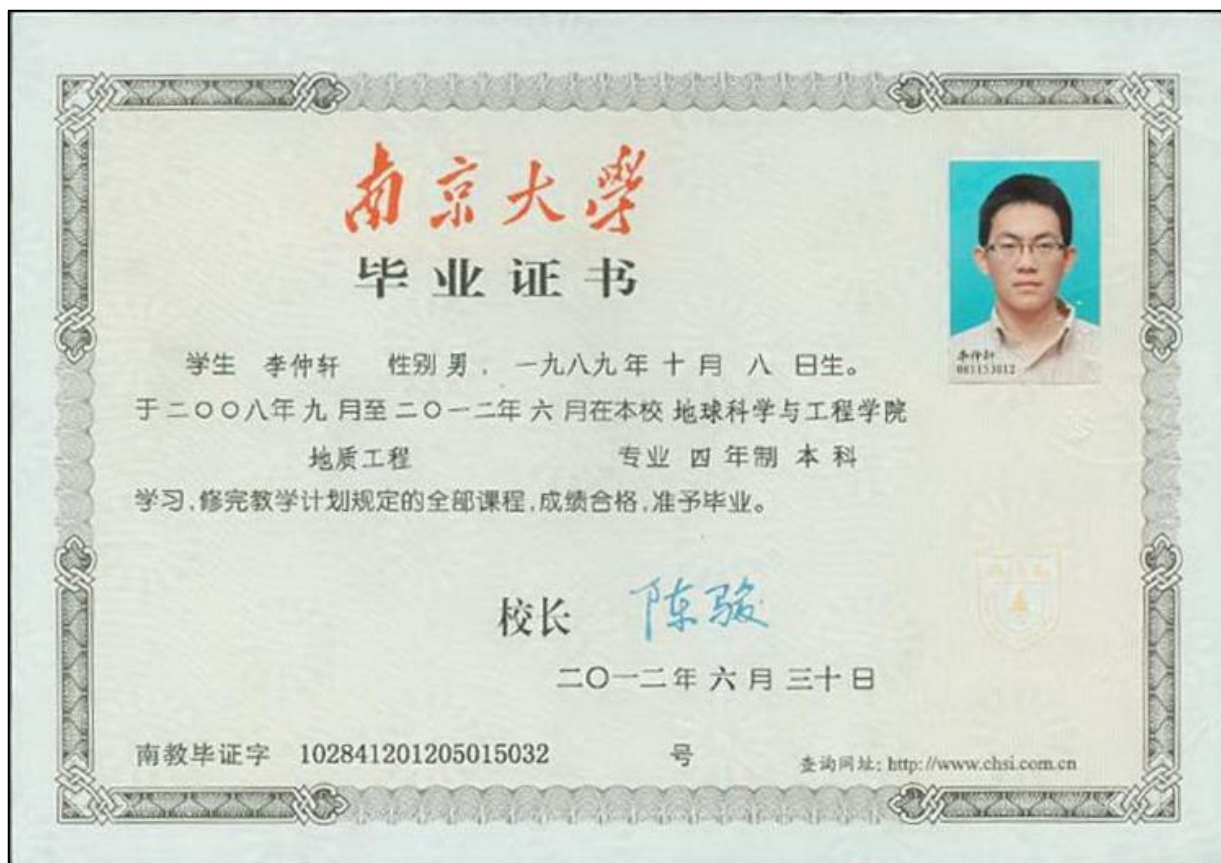 南京大學
毕业证书
学生 李仲轩 性别 男 ， 一九八九年 十 月 八 日生。
于二〇〇八年 九 月至二〇一二年 六 月在本校 地球科学与工程学院
地质工程 专业 四 年制 本科
学习，修完教学计划规定的全部课程，成绩合格，准予毕业。
校长 陈骏
二〇一二年 六 月 三十日
南教毕证字 102841201205015032 号
查询网址: http://www.chsi.com.cn
李仲轩